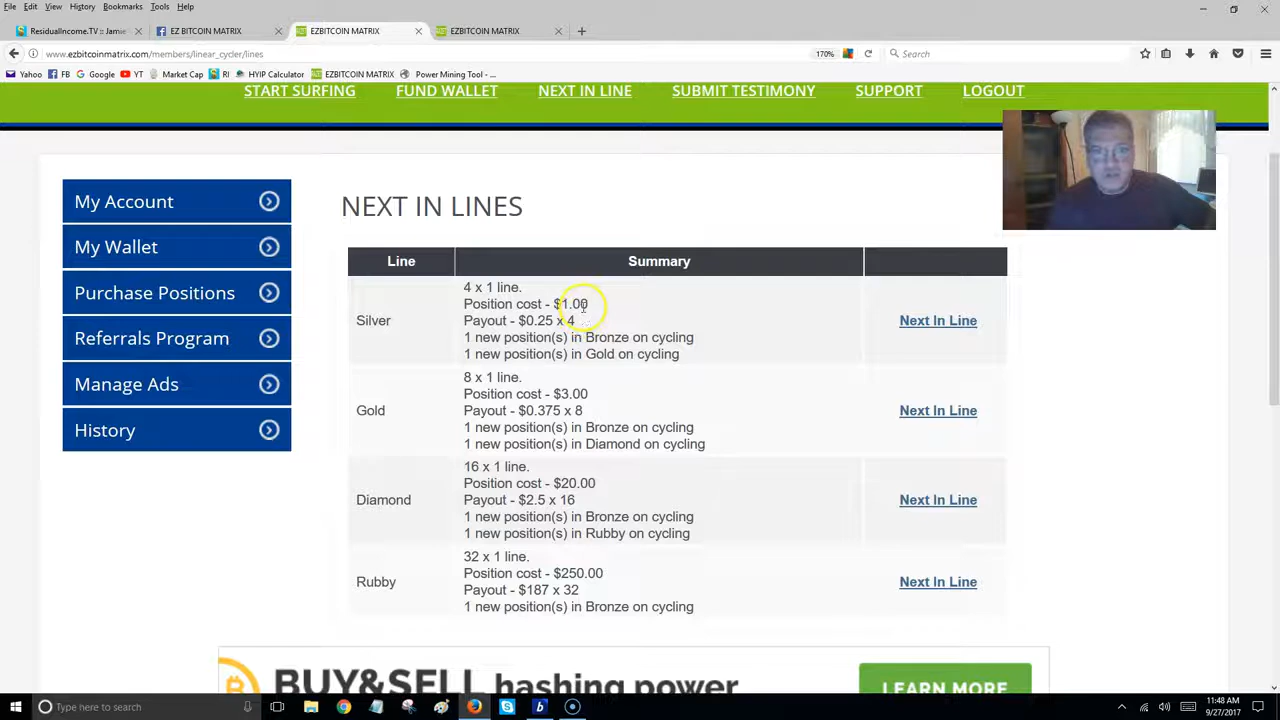 File Edit View History Bookmarks Tools Help
ResidualIncome.TV :: Jamie
EZ BITCOIN MATRIX
EZBITCOIN MATRIX
EZBITCOIN MATRIX
www.ezbitcoinmatrix.com/members/linear_cycler/lines
170%
Search
Yahoo FB Google YT Market Cap RI HYIP Calculator EZBITCOIN MATRIX Power Mining Tool - ...
START SURFING FUND WALLET NEXT IN LINE SUBMIT TESTIMONY SUPPORT LOGOUT
My Account
My Wallet
Purchase Positions
Referrals Program
Manage Ads
History
NEXT IN LINES
Line Summary
Silver
4 x 1 line.
Position cost - $1.00
Payout - $0.25 x 4
1 new position(s) in Bronze on cycling
1 new position(s) in Gold on cycling
Next In Line
Gold
8 x 1 line.
Position cost - $3.00
Payout - $0.375 x 8
1 new position(s) in Bronze on cycling
1 new position(s) in Diamond on cycling
Next In Line
Diamond
16 x 1 line.
Position cost - $20.00
Payout - $2.5 x 16
1 new position(s) in Bronze on cycling
1 new position(s) in Rubby on cycling
Next In Line
Rubby
32 x 1 line.
Position cost - $250.00
Payout - $187 x 32
1 new position(s) in Bronze on cycling
Next In Line
BUY&SELL hashing power
LEARN MORE
Type here to search
11:48 AM
9/27/2017